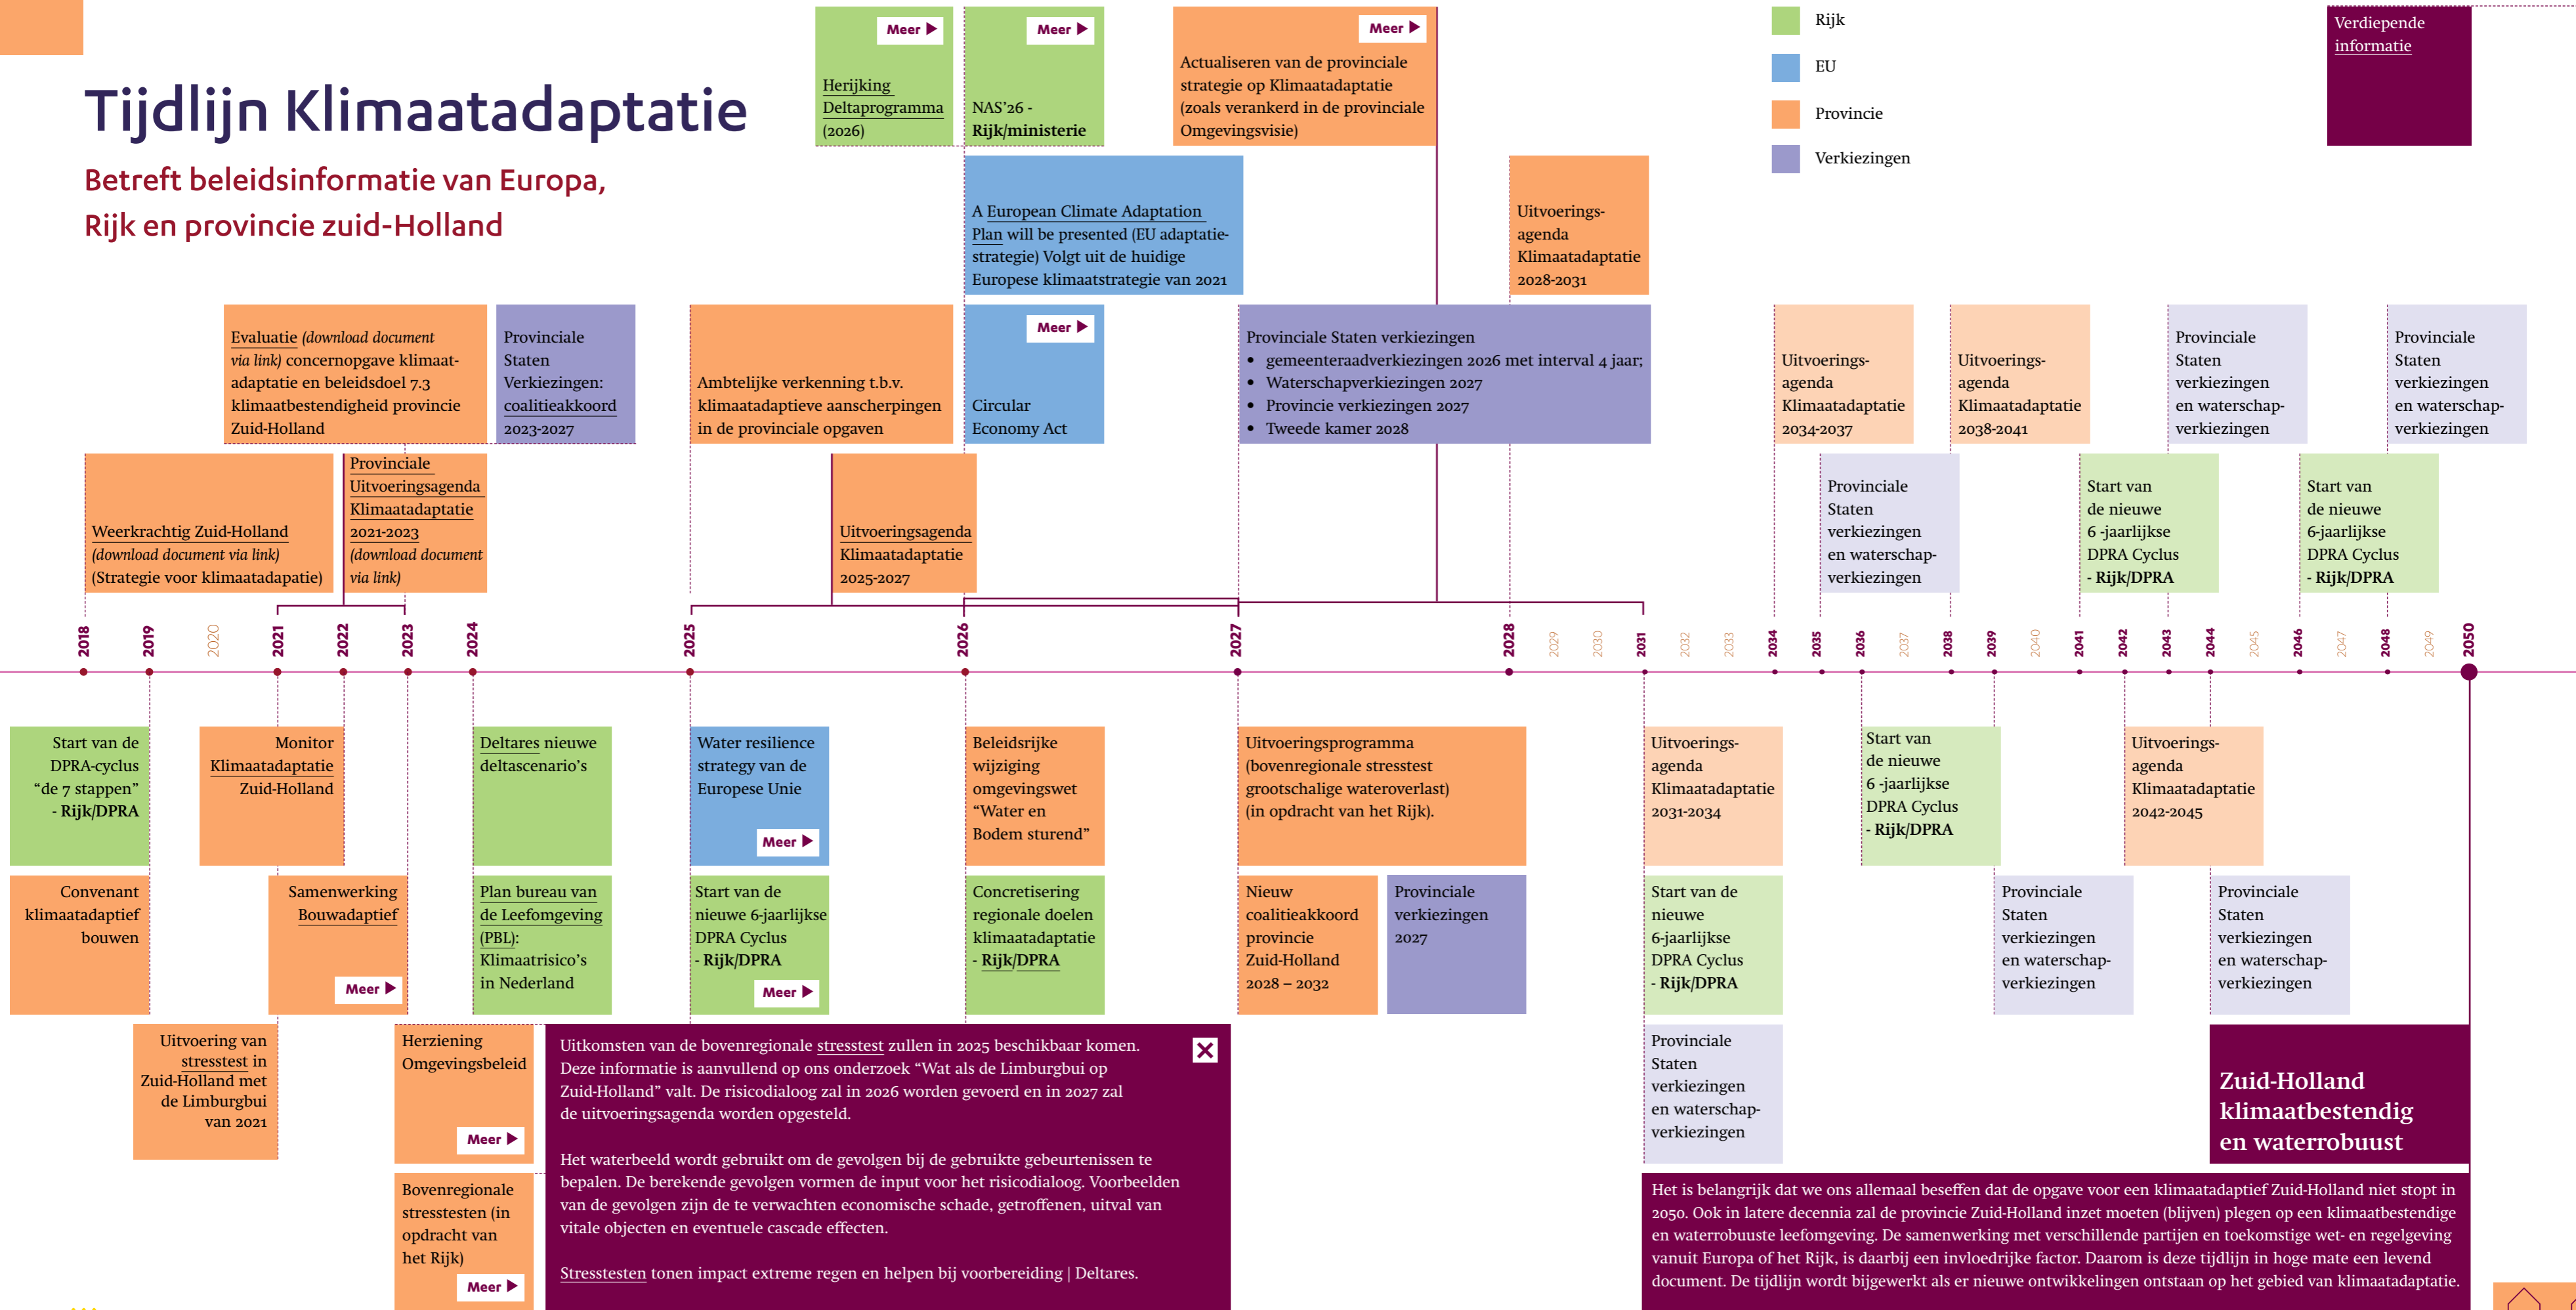 Tijdlijn Klimaatadaptatie
Betreft beleidsinformatie van Europa,
Rijk en provincie zuid-Holland
Meer
Herijking
Deltaprogramma
(2026)
Meer
NAS’26 -
Rijk/ministerie
Meer
Actualiseren van de provinciale
strategie op Klimaatadaptatie
(zoals verankerd in de provinciale
Omgevingsvisie)
Rijk
EU
Provincie
Verkiezingen
Verdiepende
informatie
A European Climate Adaptation
Plan will be presented (EU adaptatie-
strategie) Volgt uit de huidige
Europese klimaatstrategie van 2021
Uitvoerings-
agenda
Klimaatadaptatie
2028-2031
Evaluatie (download document
via link) concernopgave klimaat-
adaptatie en beleidsdoel 7.3
klimaatbestendigheid provincie
Zuid-Holland
Provinciale
Staten
Verkiezingen:
coalitieakkoord
2023-2027
Ambtelijke verkenning t.b.v.
klimaatadaptieve aanscherpingen
in de provinciale opgaven
Meer
Circular
Economy Act
Provinciale Staten verkiezingen
• gemeenteraadverkiezingen 2026 met interval 4 jaar;
• Waterschapverkiezingen 2027
• Provincie verkiezingen 2027
• Tweede kamer 2028
Uitvoerings-
agenda
Klimaatadaptatie
2034-2037
Uitvoerings-
agenda
Klimaatadaptatie
2038-2041
Provinciale
Staten
verkiezingen
en waterschap-
verkiezingen
Provinciale
Staten
verkiezingen
en waterschap-
verkiezingen
Weerkrachtig Zuid-Holland
(download document via link)
(Strategie voor klimaatadapatie)
Provinciale
Uitvoeringsagenda
Klimaatadaptatie
2021-2023
(download document
via link)
Uitvoeringsagenda
Klimaatadaptatie
2025-2027
Provinciale
Staten
verkiezingen
en waterschap-
verkiezingen
Start van
de nieuwe
6 -jaarlijkse
DPRA Cyclus
- Rijk/DPRA
Start van
de nieuwe
6-jaarlijkse
DPRA Cyclus
- Rijk/DPRA
2018
2019
2020
2021
2022
2023
2024
2025
2026
2027
2028
2029
2030
2031
2032
2033
2034
2035
2036
2037
2038
2039
2040
2041
2042
2043
2044
2045
2046
2047
2048
2049
2050
Start van de
DPRA-cyclus
“de 7 stappen”
- Rijk/DPRA
Monitor
Klimaatadaptatie
Zuid-Holland
Deltares nieuwe
deltascenario’s
Water resilience
strategy van de
Europese Unie
Meer
Beleidsrijke
wijziging
omgevingswet
“Water en
Bodem sturend”
Uitvoeringsprogramma
(bovenregionale stresstest
grootschalige wateroverlast)
(in opdracht van het Rijk).
Uitvoerings-
agenda
Klimaatadaptatie
2031-2034
Start van
de nieuwe
6 -jaarlijkse
DPRA Cyclus
- Rijk/DPRA
Uitvoerings-
agenda
Klimaatadaptatie
2042-2045
Convenant
klimaatadaptief
bouwen
Samenwerking
Bouwadaptief
Meer
Plan bureau van
de Leefomgeving
(PBL):
Klimaatrisico’s
in Nederland
Start van de
nieuwe 6-jaarlijkse
DPRA Cyclus
- Rijk/DPRA
Meer
Concretisering
regionale doelen
klimaatadaptatie
- Rijk/DPRA
Nieuw
coalitieakkoord
provincie
Zuid-Holland
2028 – 2032
Provinciale
verkiezingen
2027
Start van de
nieuwe
6-jaarlijkse
DPRA Cyclus
- Rijk/DPRA
Provinciale
Staten
verkiezingen
en waterschap-
verkiezingen
Provinciale
Staten
verkiezingen
en waterschap-
verkiezingen
Uitvoering van
stresstest in
Zuid-Holland met
de Limburgbui
van 2021
Herziening
Omgevingsbeleid
Meer
Uitkomsten van de bovenregionale stresstest zullen in 2025 beschikbaar komen.
Deze informatie is aanvullend op ons onderzoek “Wat als de Limburgbui op
Zuid-Holland” valt. De risicodialoog zal in 2026 worden gevoerd en in 2027 zal
de uitvoeringsagenda worden opgesteld.
Het waterbeeld wordt gebruikt om de gevolgen bij de gebruikte gebeurtenissen te
bepalen. De berekende gevolgen vormen de input voor het risicodialoog. Voorbeelden
van de gevolgen zijn de te verwachten economische schade, getroffenen, uitval van
vitale objecten en eventuele cascade effecten.
Stresstesten tonen impact extreme regen en helpen bij voorbereiding | Deltares.
Provinciale
Staten
verkiezingen
en waterschap-
verkiezingen
Zuid-Holland
klimaatbestendig
en waterrobuust
Bovenregionale
stresstesten (in
opdracht van
het Rijk)
Meer
Het is belangrijk dat we ons allemaal beseffen dat de opgave voor een klimaatadaptief Zuid-Holland niet stopt in
2050. Ook in latere decennia zal de provincie Zuid-Holland inzet moeten (blijven) plegen op een klimaatbestendige
en waterrobuuste leefomgeving. De samenwerking met verschillende partijen en toekomstige wet- en regelgeving
vanuit Europa of het Rijk, is daarbij een invloedrijke factor. Daarom is deze tijdlijn in hoge mate een levend
document. De tijdlijn wordt bijgewerkt als er nieuwe ontwikkelingen ontstaan op het gebied van klimaatadaptatie.